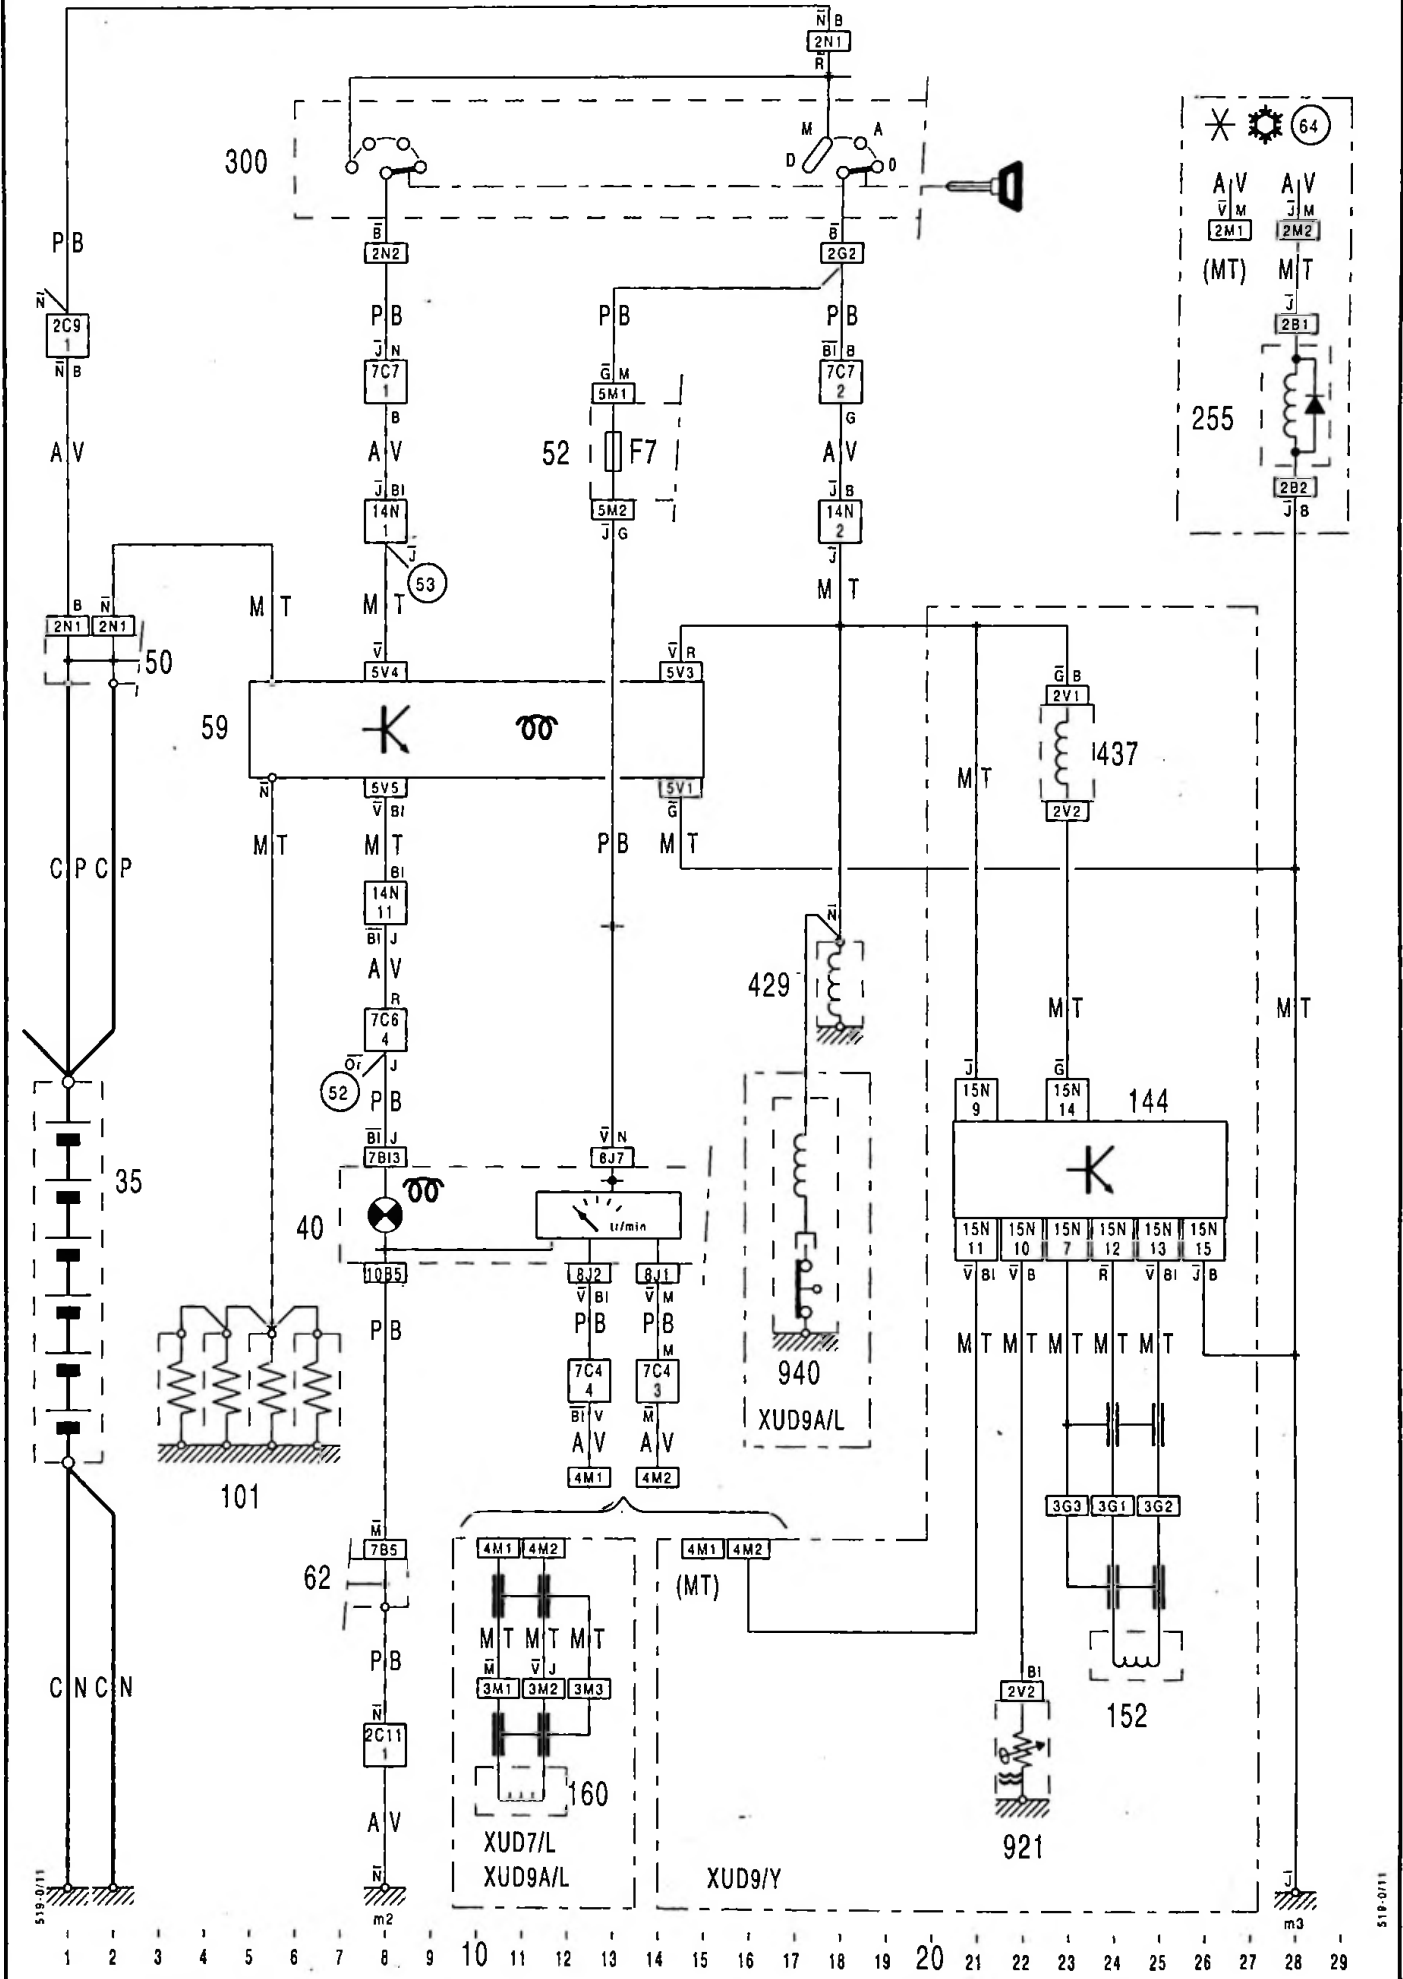 N B
2N1
R
M
A
D
0
300
64
A V
A V
V M
J M
2M1
2M2
(MT)
M T
B
2N2
B
2G2
P B
N
2C9
1
N B
P B
P B
P B
J
2B1
J N
7C7
1
B
G M
5M1
BI B
7C7
2
G
255
A V
A V
52
F7
A V
2B2
J B
J BI
14N
1
J
5M2
J G
J B
14N
2
J
53
M T
M T
M T
B
2N1
N
2N1
50
V
5V4
V R
5V3
G B
2V1
59
437
M T
N
5V5
V BI
5V1
G
2V2
M T
M T
P B
M T
C P
C P
BI
14N
11
BI J
N
A V
429
R
7C6
4
Or
J
M T
M T
52
P B
J
15N
9
G
15N
14
144
BI J
7BI3
V N
8J7
35
40
tr/min
15N
11
15N
10
15N
7
15N
12
15N
13
15N
15
10B5
8J2
8J1
V BI
V B
R
V BI
J B
V BI
V M
P B
P B
P B
M T
M T
M T
M T
M T
M
7C4
4
7C4
3
940
BI V
M
XUD9A/L
A V
A V
4M1
4M2
101
3G3
3G1
3G2
M
7B5
4M1
4M2
4M1
4M2
62
(MT)
M T
M T
M T
P B
M
V J
3M1
3M2
3M3
BI
2V2
C N
C N
152
N
2C11
1
160
A V
XUD7/L
XUD9A/L
XUD9/Y
921
N
J
m2
m3
519-0/11
519-0/11
1 2 3 4 5 6 7 8 9 10 11 12 13 14 15 16 17 18 19 20 21 22 23 24 25 26 27 28 29